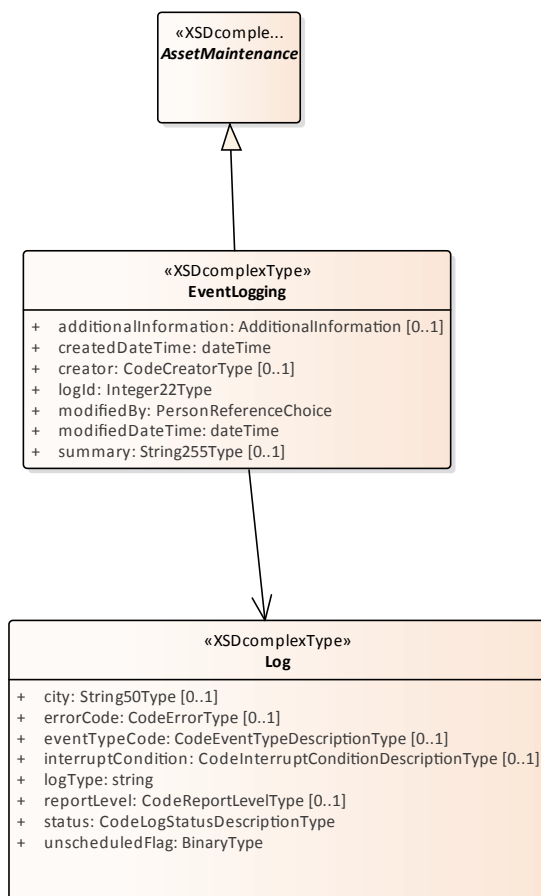 «XSDcomple...
AssetMaintenance
«XSDcomplexType»
EventLogging
+ additionalInformation: AdditionalInformation [0..1]
+ createdDateTime: dateTime
+ creator: CodeCreatorType [0..1]
+ logId: Integer22Type
+ modifiedBy: PersonReferenceChoice
+ modifiedDateTime: dateTime
+ summary: String255Type [0..1]
«XSDcomplexType»
Log
+ city: String50Type [0..1]
+ errorCode: CodeErrorType [0..1]
+ eventTypeCode: CodeEventTypeDescriptionType [0..1]
+ interruptCondition: CodeInterruptConditionDescriptionType [0..1]
+ logType: string
+ reportLevel: CodeReportLevelType [0..1]
+ status: CodeLogStatusDescriptionType
+ unscheduledFlag: BinaryType